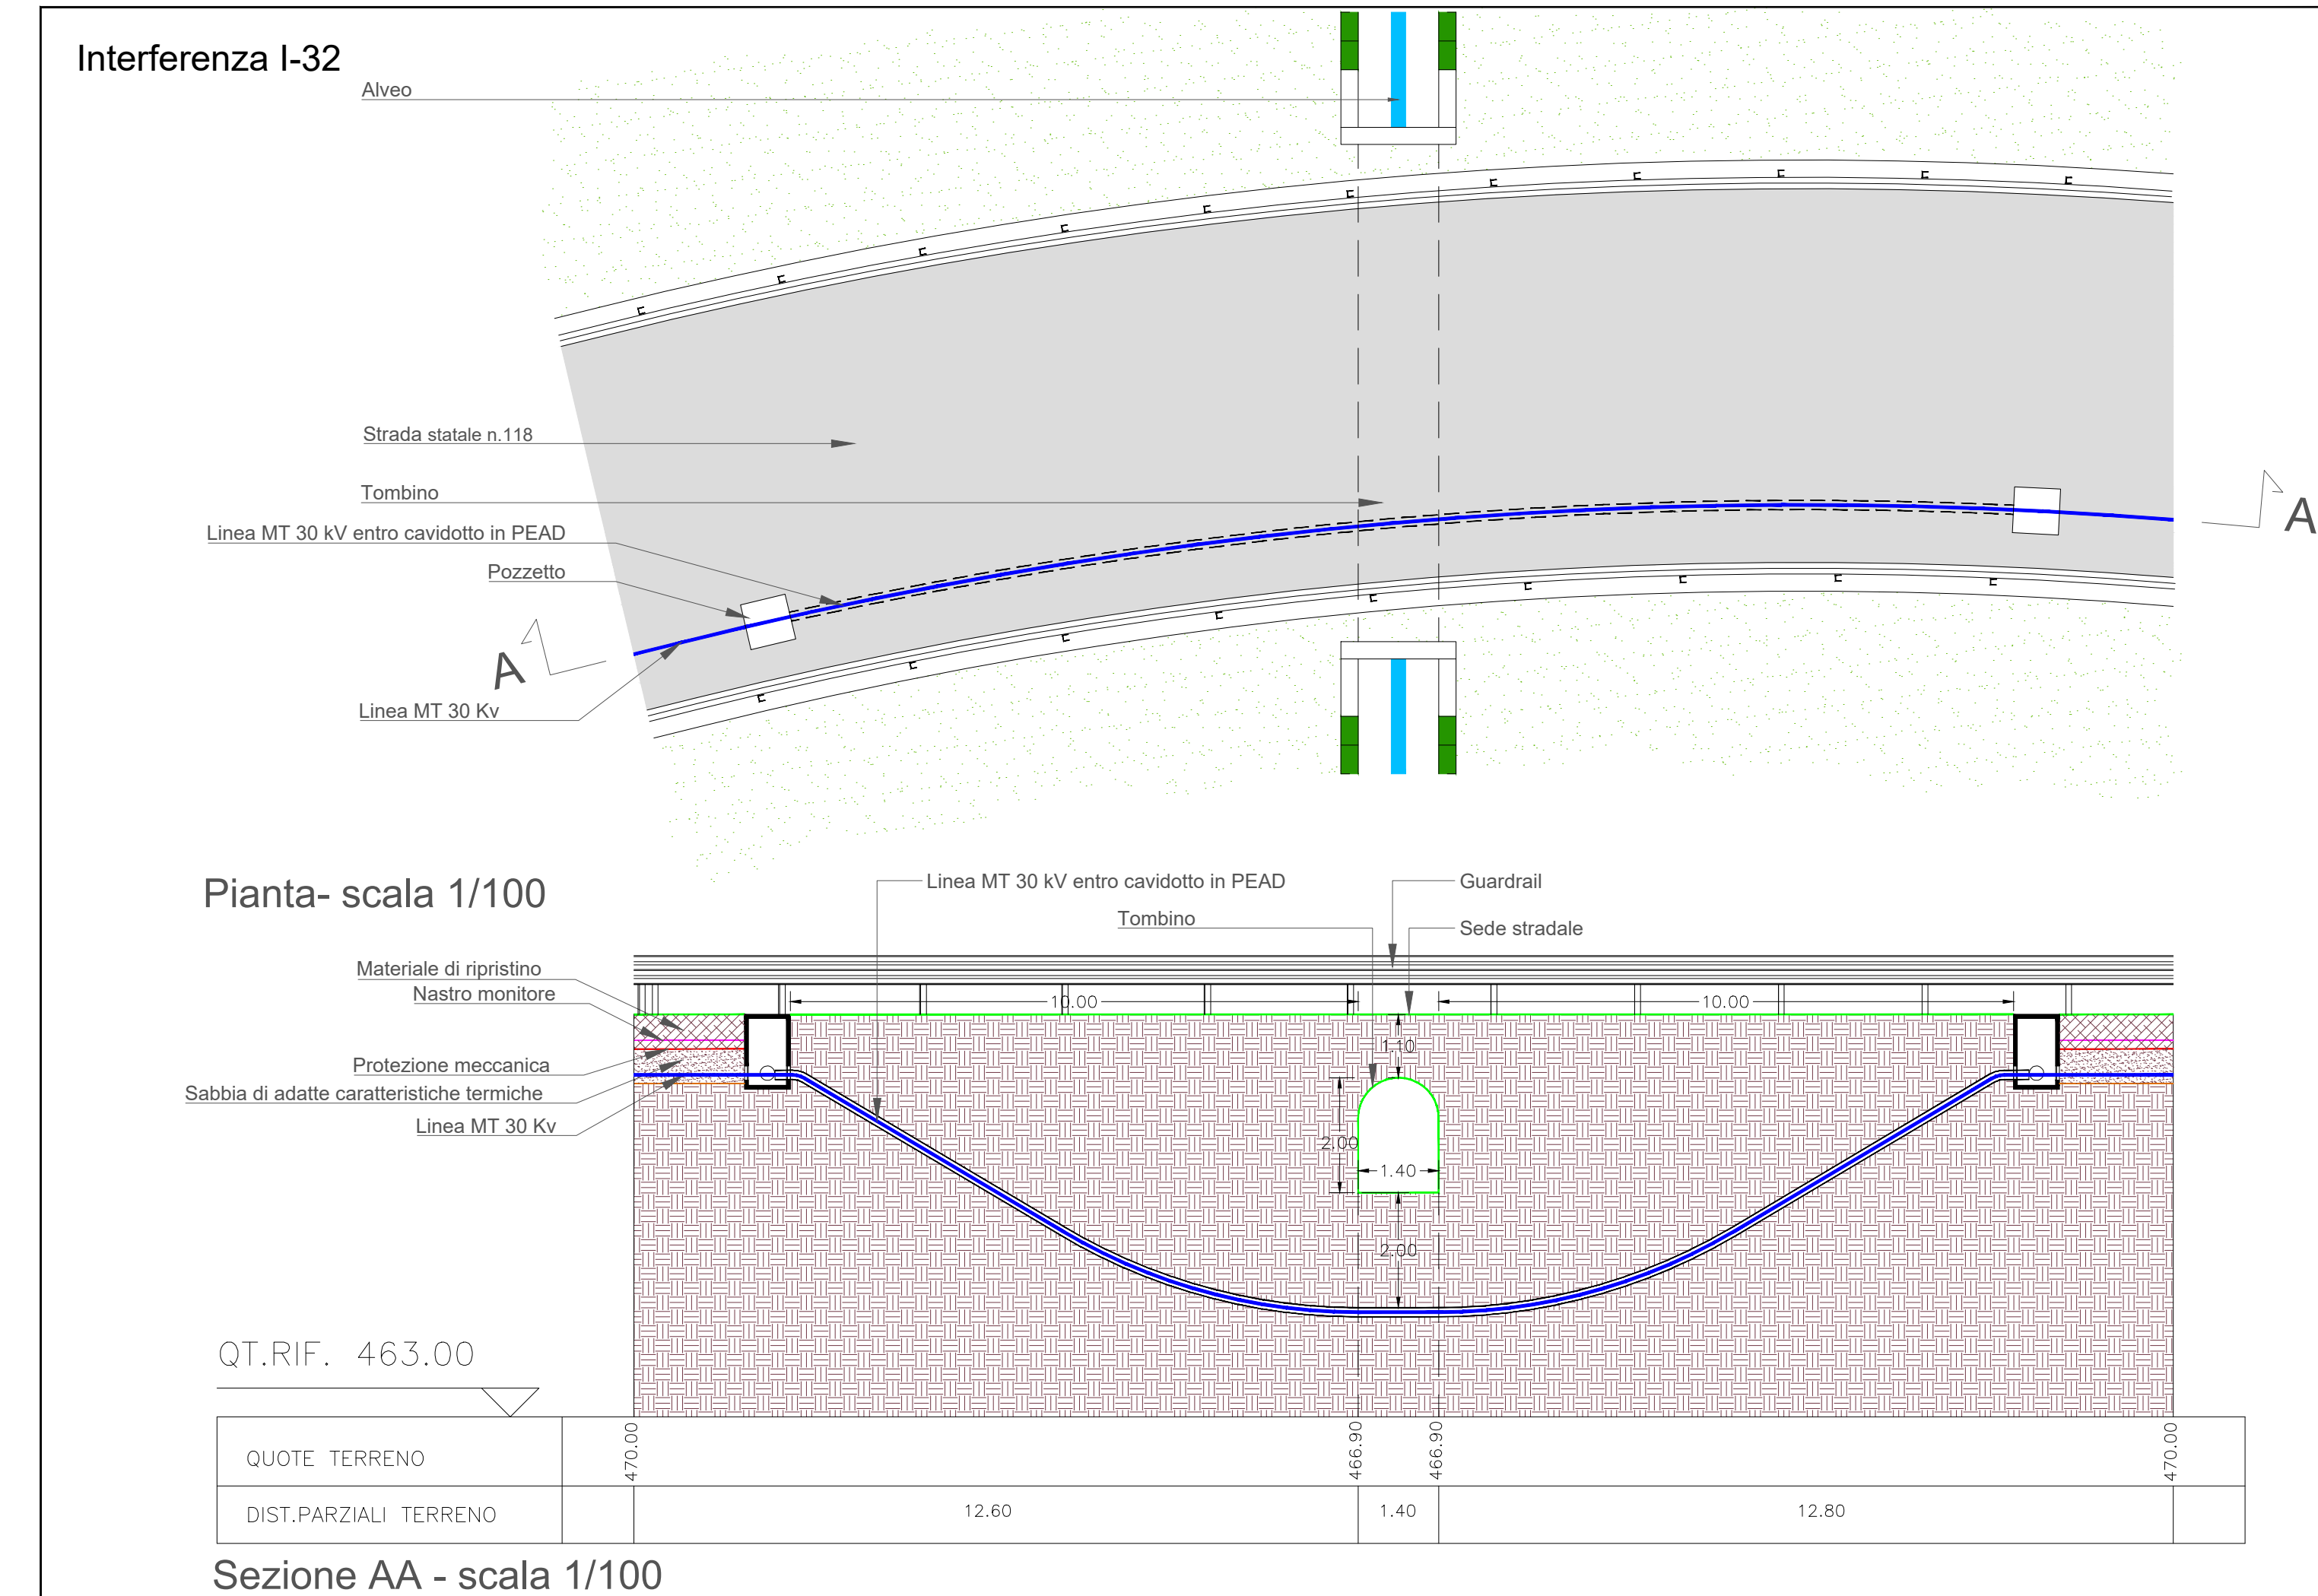 Interferenza I-32
Alveo
Strada statale n.118
Tombino
Linea MT 30 kV entro cavidotto in PEAD
Pozzetto
A
A
Linea MT 30 Kv
Pianta- scala 1/100
Linea MT 30 kV entro cavidotto in PEAD
Guardrail
Tombino
Sede stradale
Materiale di ripristino
Nastro monitore
10.00
10.00
1.10
Protezione meccanica
Sabbia di adatte caratteristiche termiche
Linea MT 30 Kv
2.00
1.40
2.00
QT.RIF. 463.00
QUOTE TERRENO
470.00
466.90
466.90
470.00
DIST.PARZIALI TERRENO
12.60
1.40
12.80
Sezione AA - scala 1/100